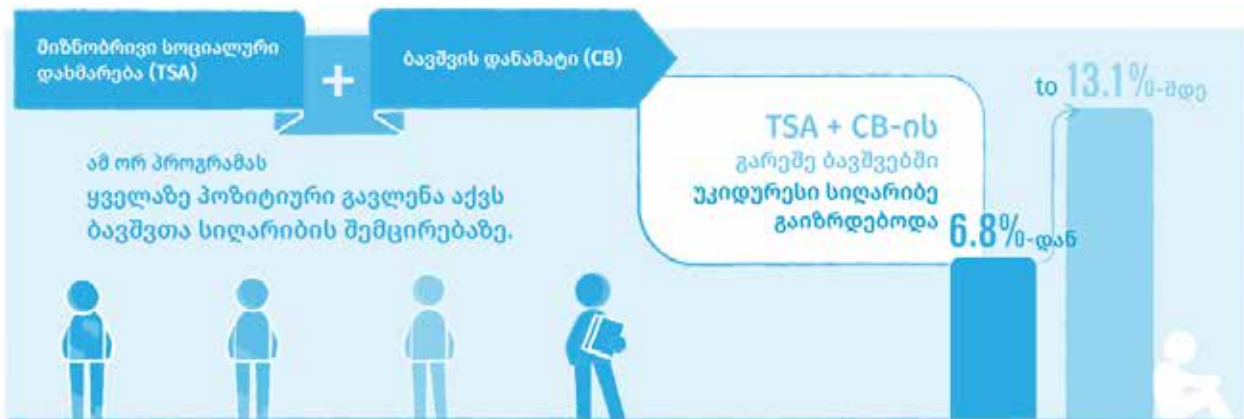 მიზნობრივი სოციალური
დახმარება (TSA)
+
ბავშვის დანამატი (CB)
ამ ორ პროგრამას
ყველაზე პოზიტიური გავლენა აქვს
ბავშვთა სიღარიბის შემცირებაზე.
TSA + CB-ის
გარეშე ბავშვებში
უკიდურესი სიღარიბე
გაიზრდებოდა
6.8%-დან
to 13.1%-მდე